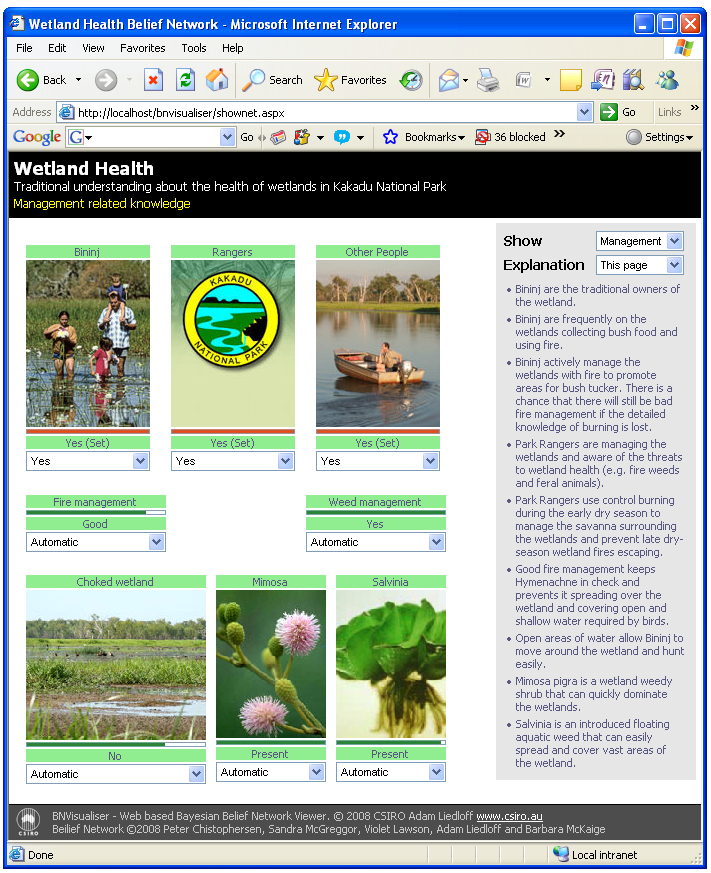 Wetland Health Belief Network - Microsoft Internet Explorer
File Edit View Favorites Tools Help
Back Search Favorites
Address http://localhost/bnvisualiser/shownet.aspx Go Links »
Google G Go Bookmarks 36 blocked » Settings
Wetland Health
Traditional understanding about the health of wetlands in Kakadu National Park
Management related knowledge
Bininj Rangers Other People
KAKADU
NATIONAL PARK
Yes (Set) Yes (Set) Yes (Set)
Yes Yes Yes
Fire management Weed management
Good Yes
Automatic Automatic
Choked wetland Mimosa Salvinia
No Present Present
Automatic Automatic Automatic
Show Management
Explanation This page
• Bininj are the traditional owners of
the wetland.
• Bininj are frequently on the
wetlands collecting bush food and
using fire.
• Bininj actively manage the
wetlands with fire to promote
areas for bush tucker. There is a
chance that there will still be bad
fire management if the detailed
knowledge of burning is lost.
• Park Rangers are managing the
wetlands and aware of the threats
to wetland health (e.g. fire weeds
and feral animals).
• Park Rangers use control burning
during the early dry season to
manage the savanna surrounding
the wetlands and prevent late dry-
season wetland fires escaping.
• Good fire management keeps
Hymenachne in check and
prevents it spreading over the
wetland and covering open and
shallow water required by birds.
• Open areas of water allow Bininj to
move around the wetland and hunt
easily.
• Mimosa pigra is a wetland weedy
shrub that can quickly dominate
the wetlands.
• Salvinia is an introduced floating
aquatic weed that can easily
spread and cover vast areas of
the wetland.
CSIRO
BNVisualiser - Web based Bayesian Belief Network Viewer. © 2008 CSIRO Adam Liedloff www.csiro.au
Beilief Network ©2008 Peter Chistophersen, Sandra McGreggor, Violet Lawson, Adam Liedloff and Barbara McKaige
Done Local intranet